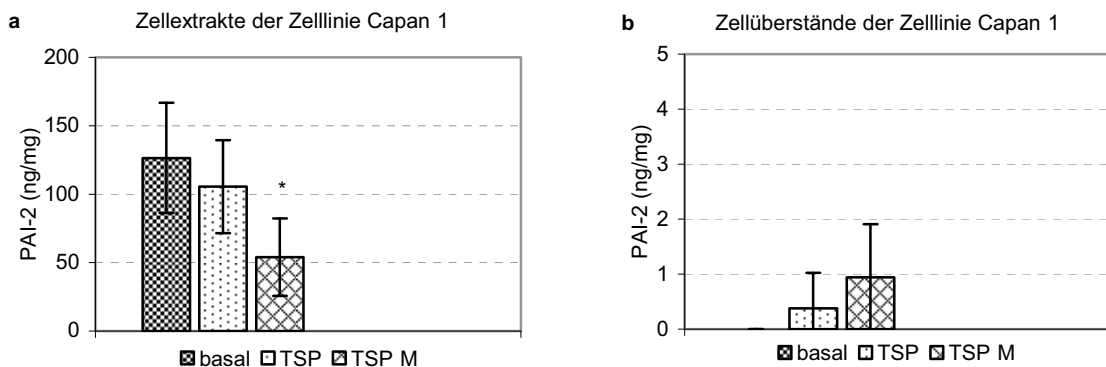 a
Zellextrakte der Zelllinie Capan 1
200
150
100
50
0
PAI-2 (ng/mg)
*
basal TSP TSP M
b
Zellüberstände der Zelllinie Capan 1
5
4
3
2
1
0
PAI-2 (ng/mg)
basal TSP TSP M